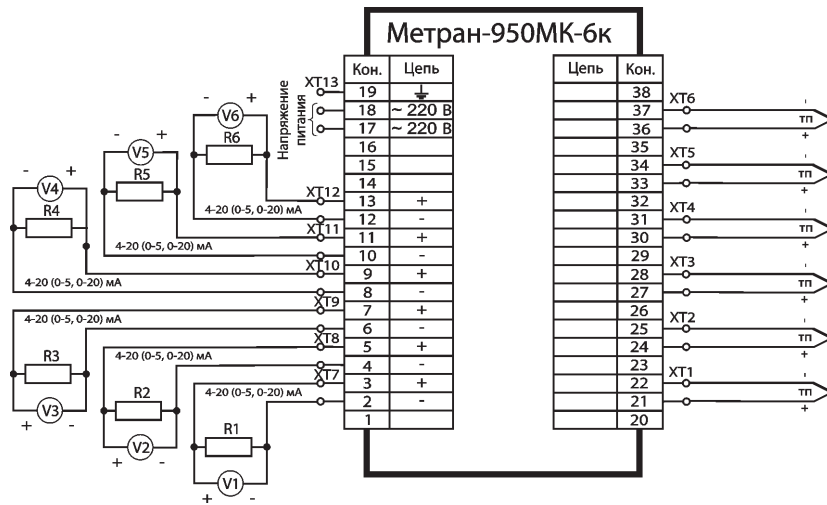 Метран-950МК-6к
Кон. Цепь
19
18 ~ 220 В
17 ~ 220 В
16
15
14
13 +
12 -
11 +
10 -
9 +
8 -
7 +
6 -
5 +
4 -
3 +
2 -
1
Цепь Кон.
38
37
36
35
34
33
32
31
30
29
28
27
26
25
24
23
22
21
20
XT13
Напряжение
питания
- V6 +
R6
XT12
4-20 (0-5, 0-20) мА
- V5 +
R5
XT11
4-20 (0-5, 0-20) мА
- V4 +
R4
XT10
4-20 (0-5, 0-20) мА
XT9
4-20 (0-5, 0-20) мА
R3
+ V3 -
XT8
4-20 (0-5, 0-20) мА
R2
+ V2 -
XT7
4-20 (0-5, 0-20) мА
R1
+ V1 -
XT6
-
ТП
+
XT5
-
ТП
+
XT4
-
ТП
+
XT3
-
ТП
+
XT2
-
ТП
+
XT1
-
ТП
+